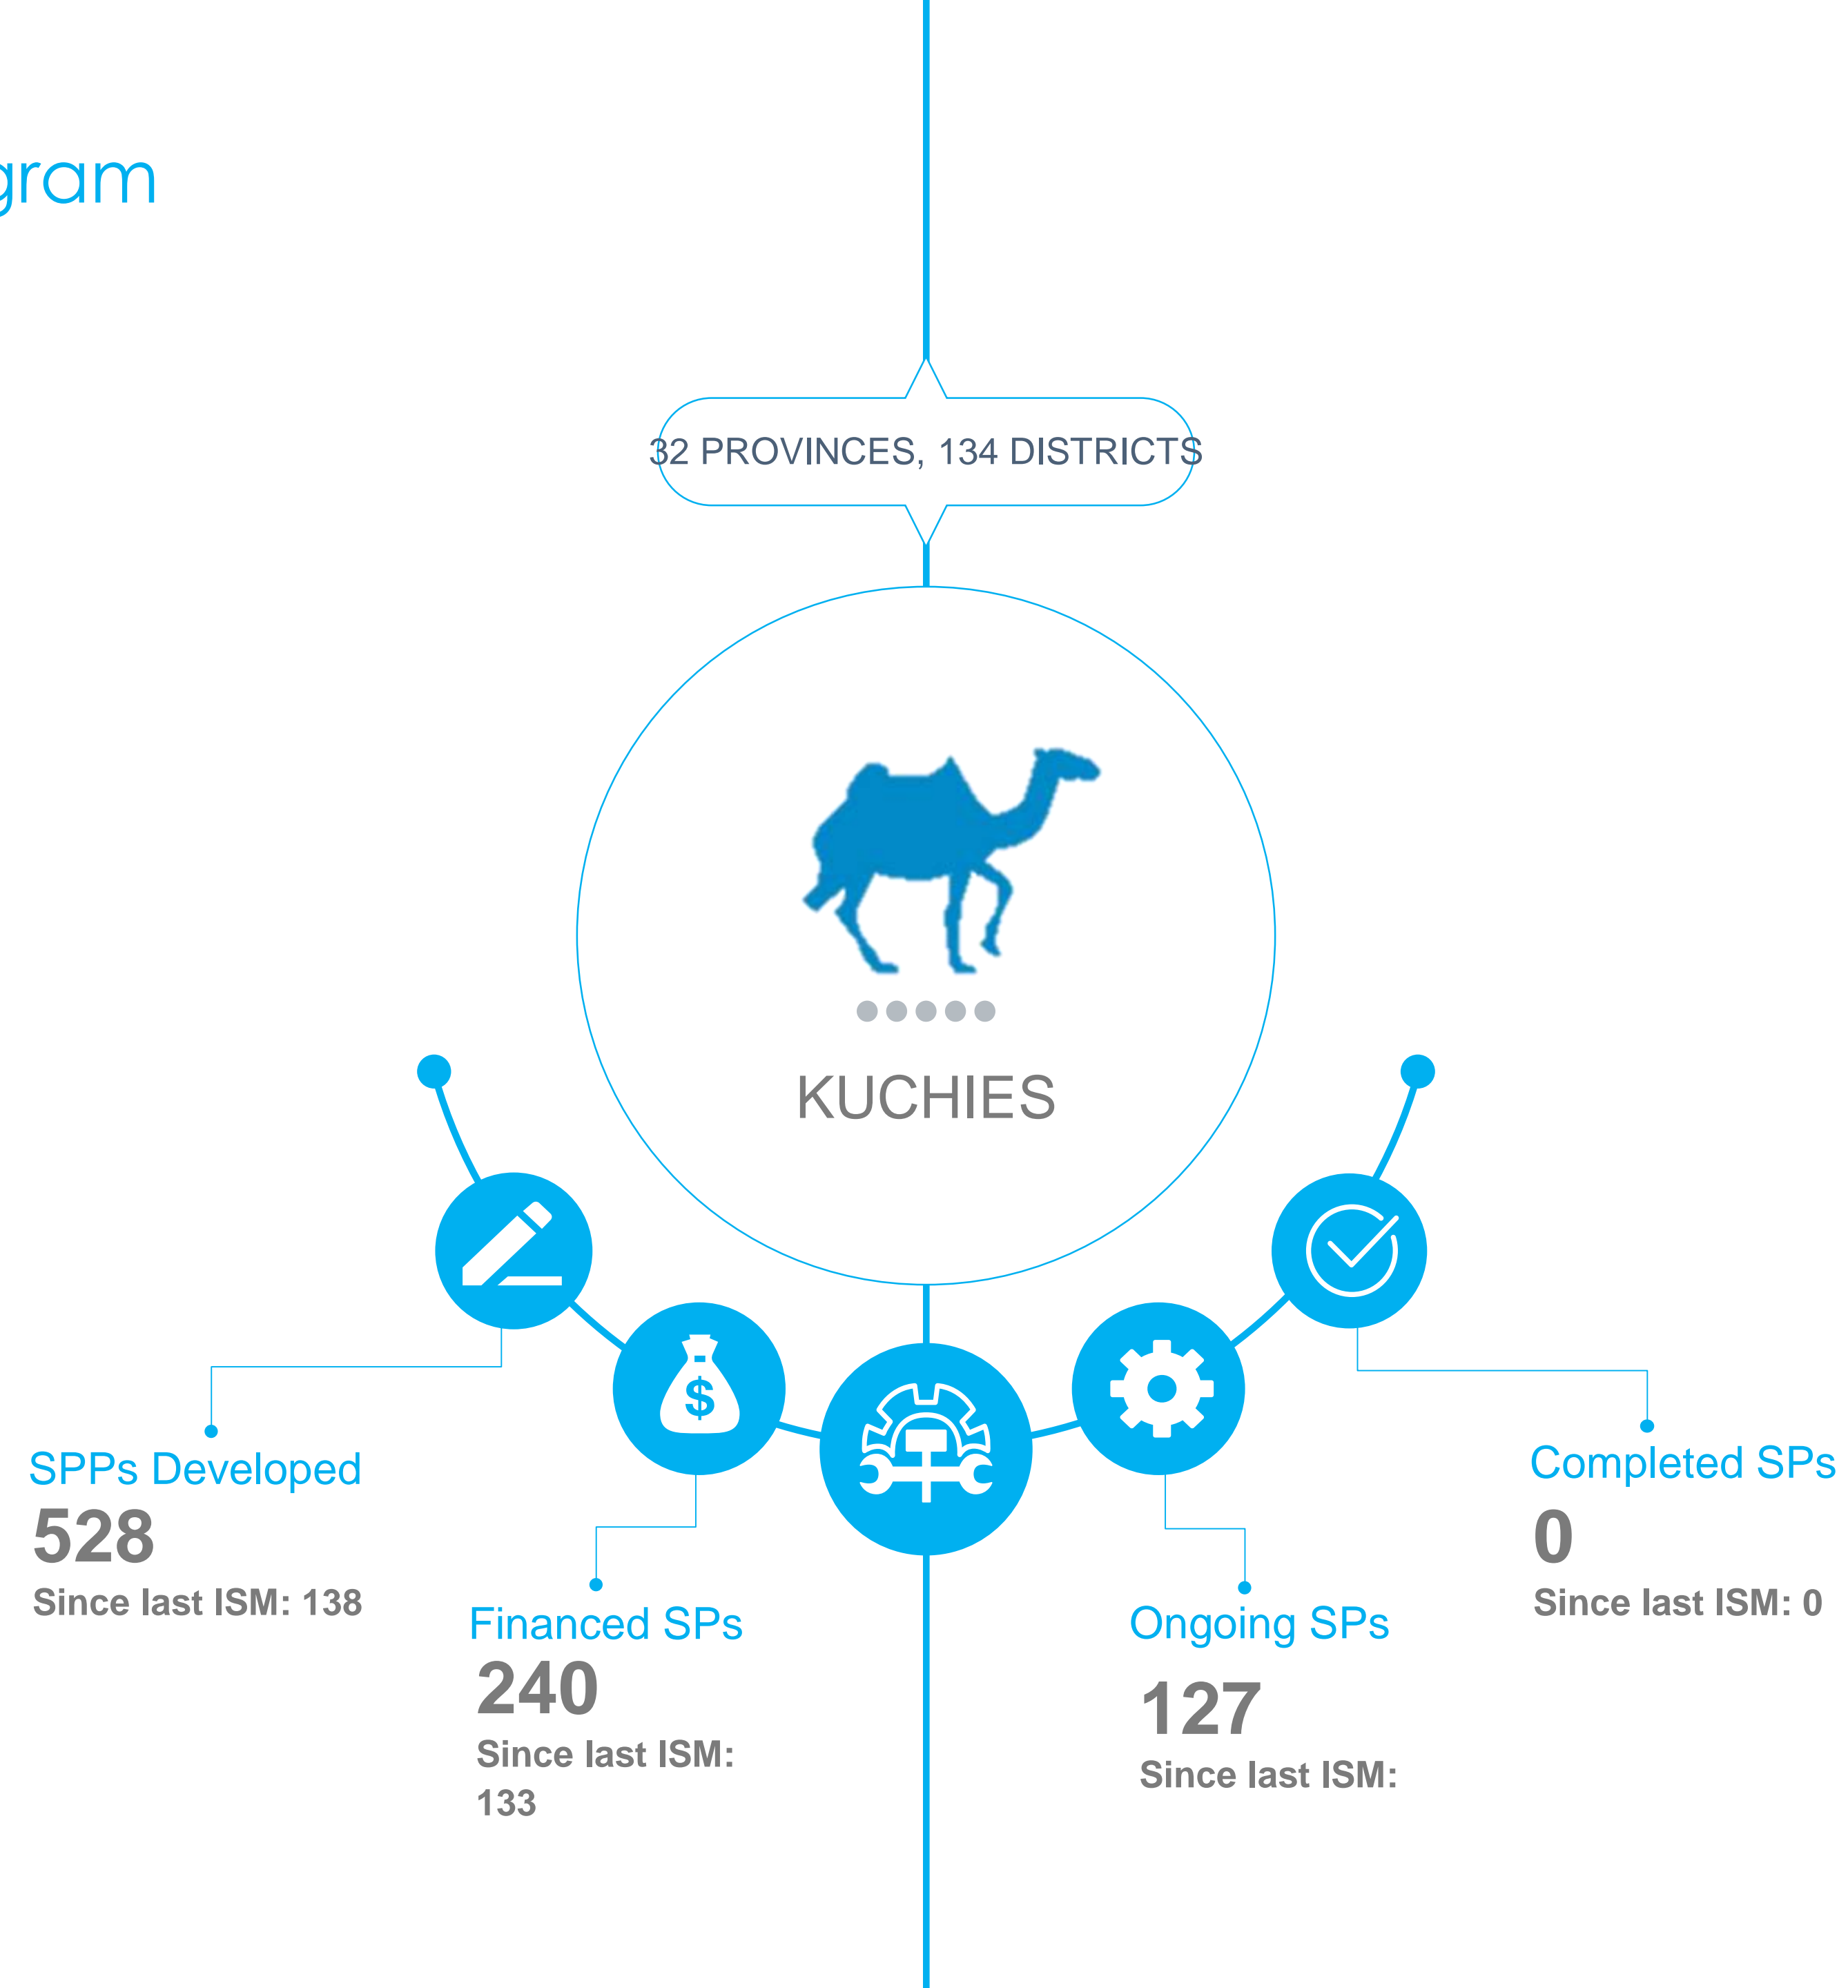 gram
32 PROVINCES, 134 DISTRICTS
KUCHIES
SPPs Developed
528
Since last ISM: 138
Financed SPs
240
Since last ISM:
133
Ongoing SPs
127
Since last ISM:
Completed SPs
0
Since last ISM: 0